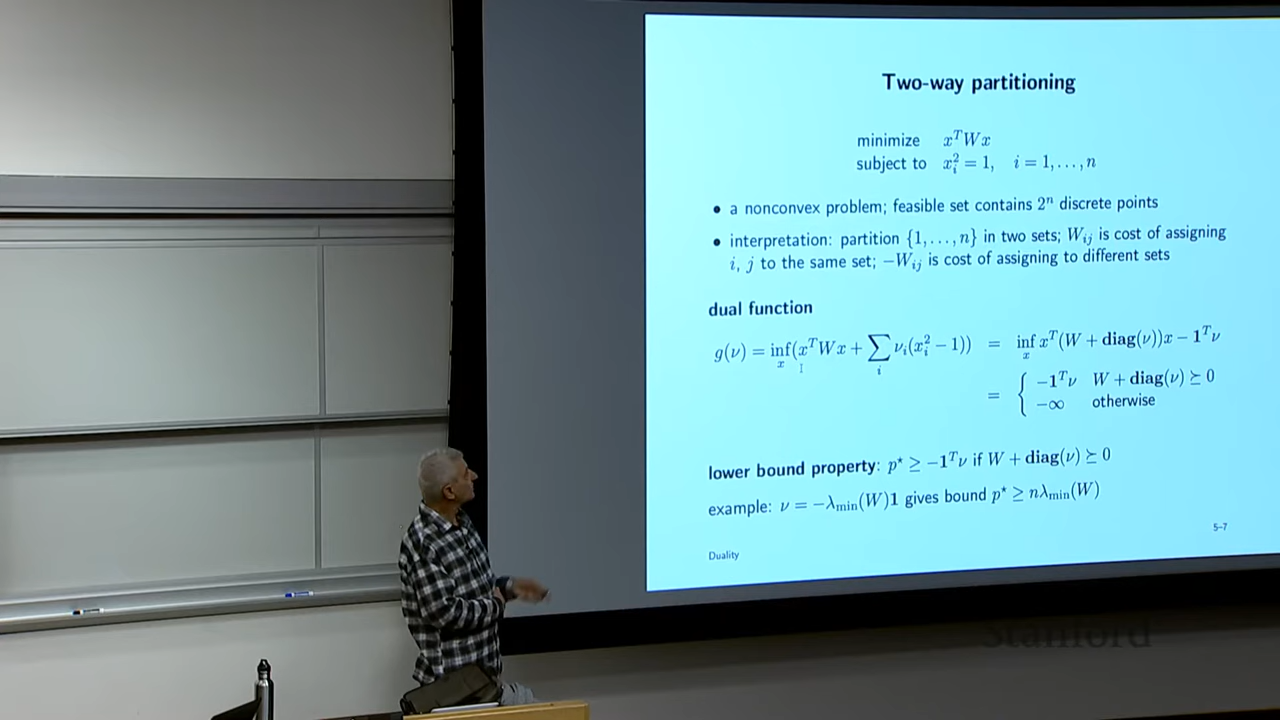 Two-way partitioning
minimize x^T W x
subject to x_i^2 = 1, i = 1, . . . , n
• a nonconvex problem; feasible set contains 2^n discrete points
• interpretation: partition {1, . . . , n} in two sets; W_ij is cost of assigning
i, j to the same set; −W_ij is cost of assigning to different sets
dual function
g(ν) = inf_x (x^T W x + ∑_i ν_i(x_i^2 − 1)) = inf_x x^T(W + diag(ν))x − 1^T ν
= { −1^T ν W + diag(ν) ⪰ 0
−∞ otherwise
lower bound property: p⋆ ≥ −1^T ν if W + diag(ν) ⪰ 0
example: ν = −λ_min(W)1 gives bound p⋆ ≥ nλ_min(W)
Duality
5–7
Stanford